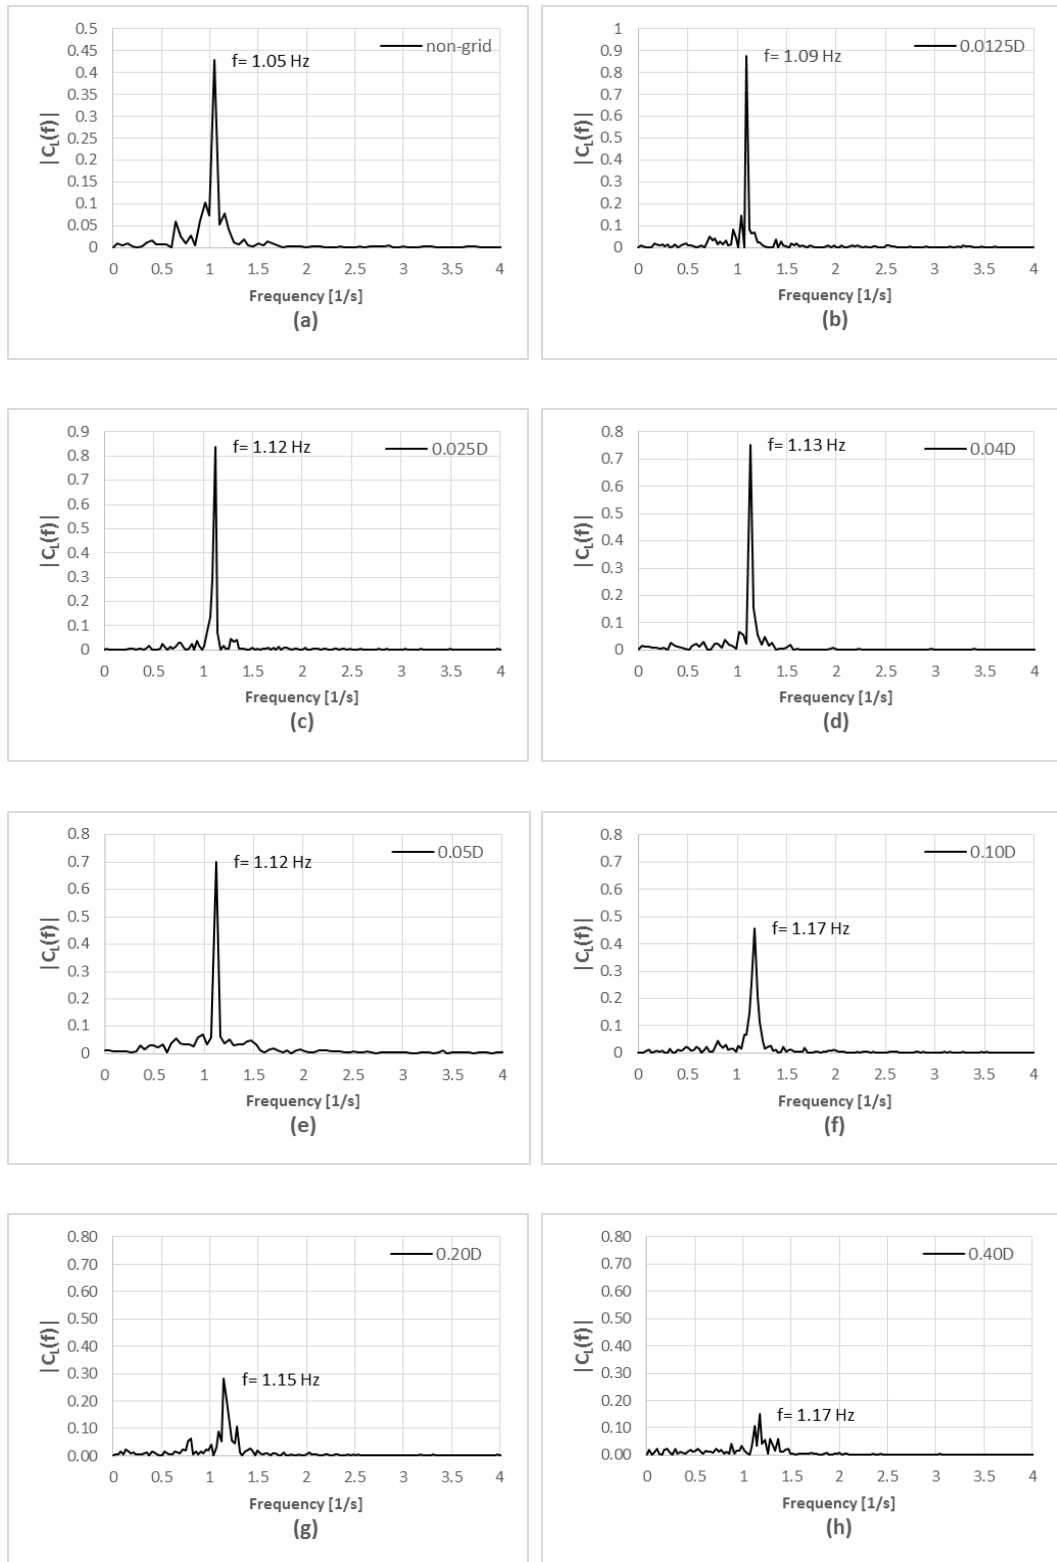 0.5
0.45
0.4
0.35
0.3
0.25
0.2
0.15
0.1
0.05
0
|C_L(f)|
non-grid
f= 1.05 Hz
0 0.5 1 1.5 2 2.5 3 3.5 4
Frequency [1/s]
(a)
1
0.9
0.8
0.7
0.6
0.5
0.4
0.3
0.2
0.1
0
|C_L(f)|
0.0125D
f= 1.09 Hz
0 0.5 1 1.5 2 2.5 3 3.5 4
Frequency [1/s]
(b)
0.9
0.8
0.7
0.6
0.5
0.4
0.3
0.2
0.1
0
|C_L(f)|
f= 1.12 Hz
0.025D
0 0.5 1 1.5 2 2.5 3 3.5 4
Frequency [1/s]
(c)
0.8
0.7
0.6
0.5
0.4
0.3
0.2
0.1
0
|C_L(f)|
f= 1.13 Hz
0.04D
0 0.5 1 1.5 2 2.5 3 3.5 4
Frequency [1/s]
(d)
0.8
0.7
0.6
0.5
0.4
0.3
0.2
0.1
0
|C_L(f)|
0.05D
f= 1.12 Hz
0 0.5 1 1.5 2 2.5 3 3.5 4
Frequency [1/s]
(e)
0.8
0.7
0.6
0.5
0.4
0.3
0.2
0.1
0
|C_L(f)|
0.10D
f= 1.17 Hz
0 0.5 1 1.5 2 2.5 3 3.5 4
Frequency [1/s]
(f)
0.80
0.70
0.60
0.50
0.40
0.30
0.20
0.10
0.00
|C_L(f)|
0.20D
f= 1.15 Hz
0 0.5 1 1.5 2 2.5 3 3.5 4
Frequency [1/s]
(g)
0.80
0.70
0.60
0.50
0.40
0.30
0.20
0.10
0.00
|C_L(f)|
0.40D
f= 1.17 Hz
0 0.5 1 1.5 2 2.5 3 3.5 4
Frequency [1/s]
(h)